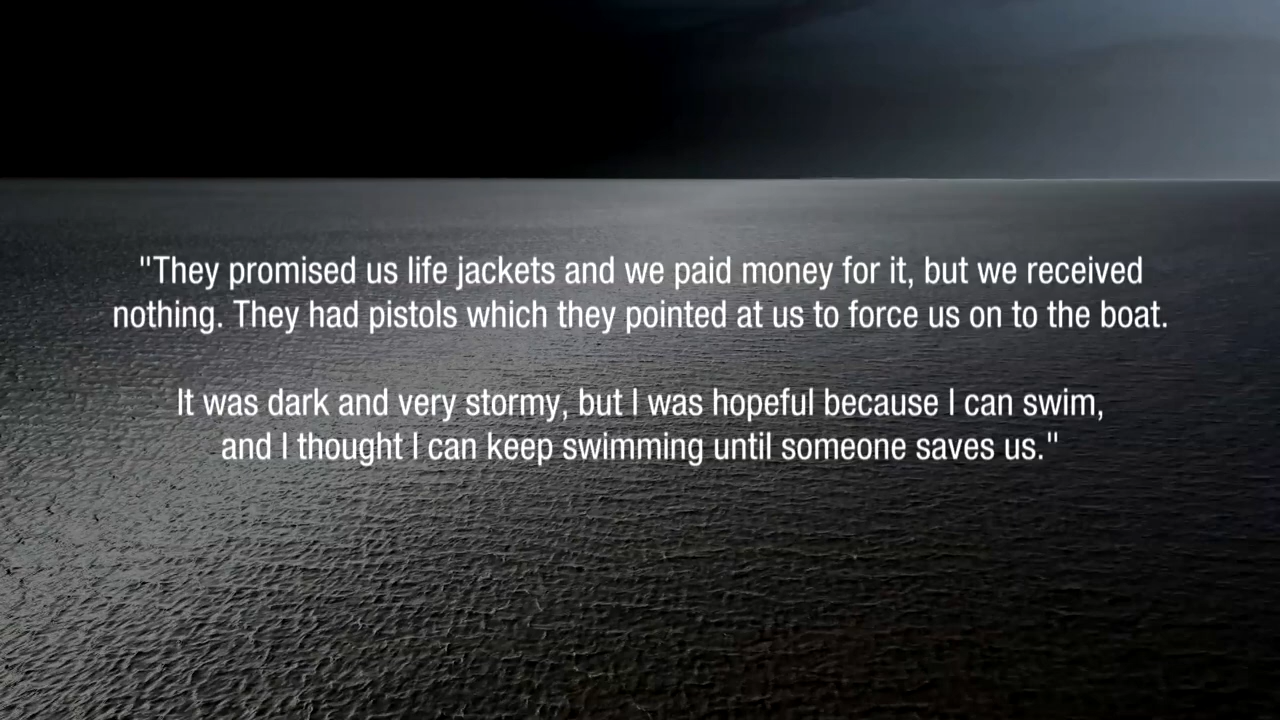 "They promised us life jackets and we paid money for it, but we received
nothing. They had pistols which they pointed at us to force us on to the boat.
It was dark and very stormy, but I was hopeful because I can swim,
and I thought I can keep swimming until someone saves us."